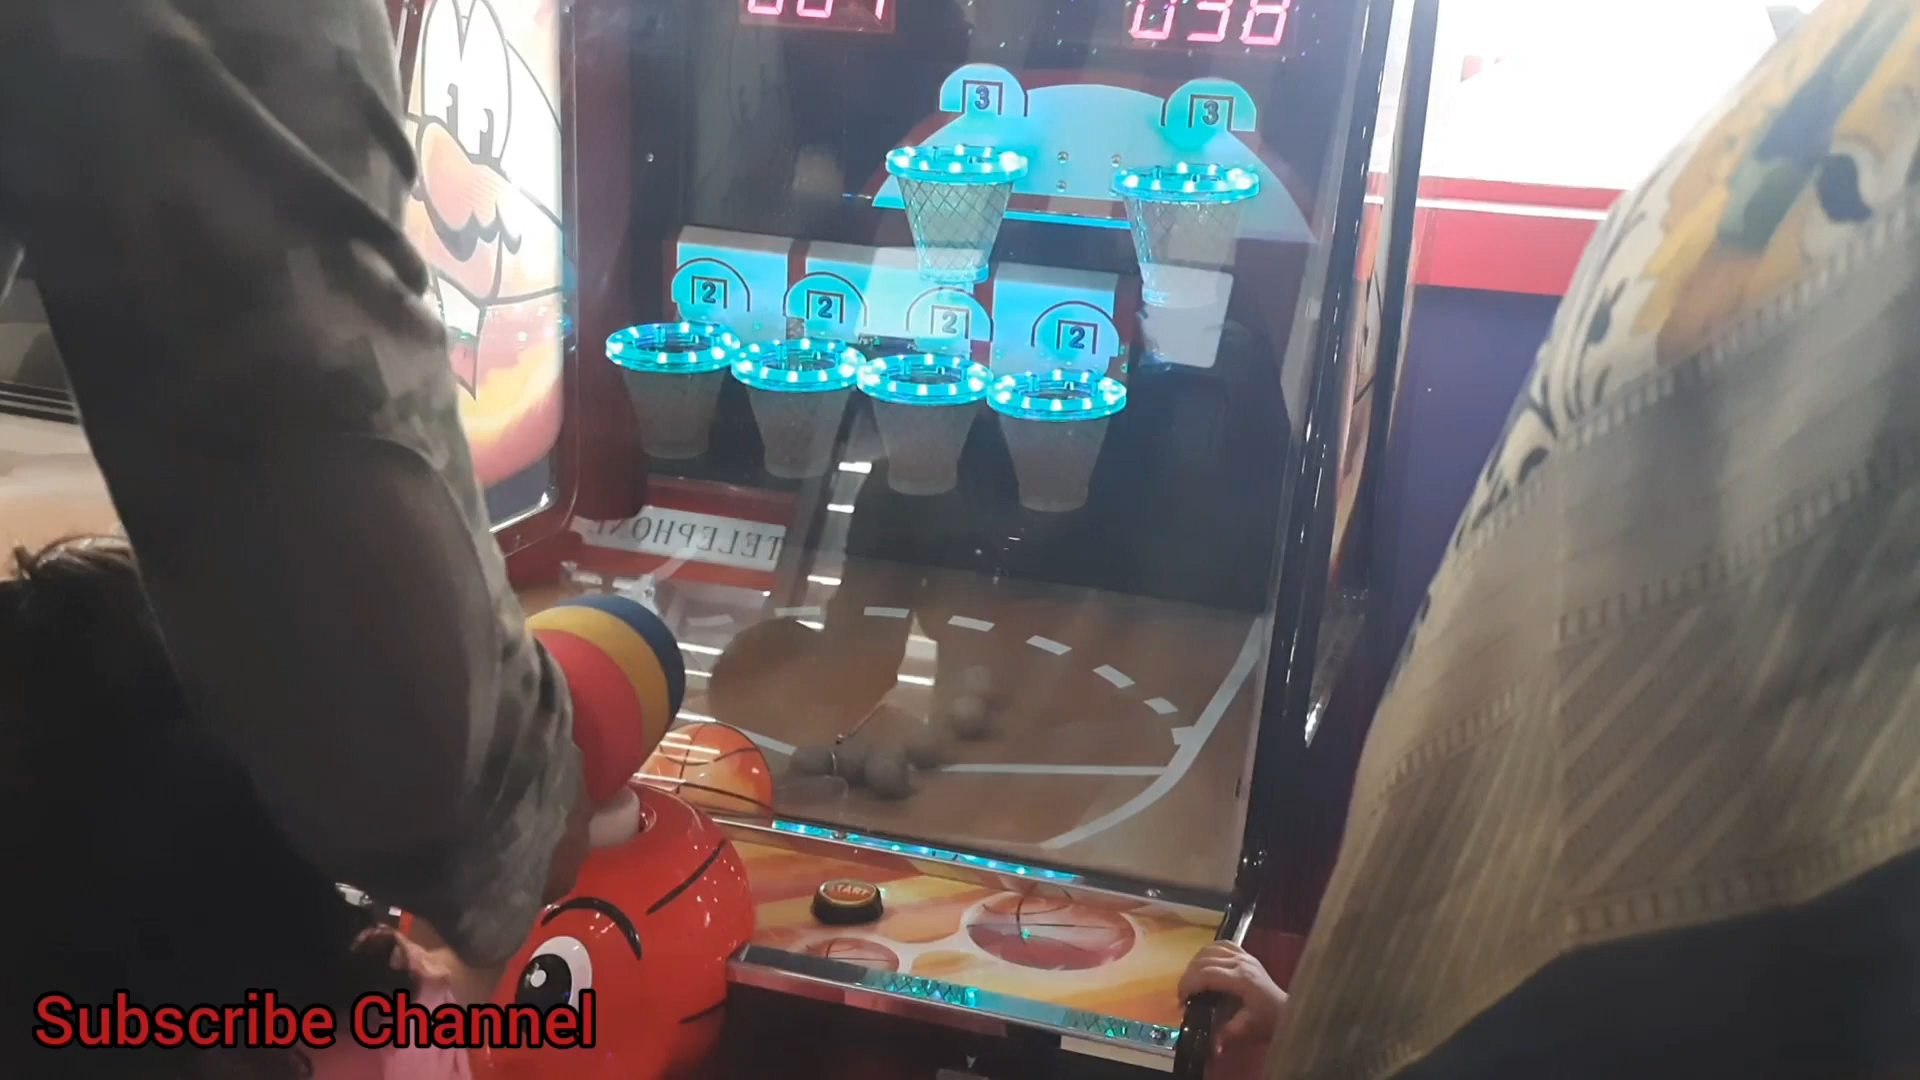 038
3 3
2 2 2 2
TELEPHONE
START
Subscribe Channel